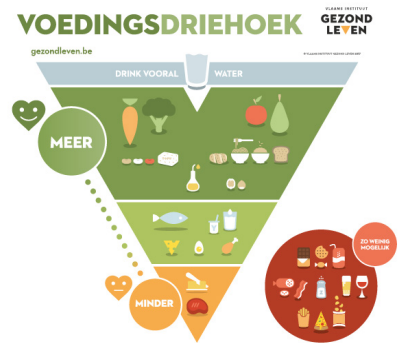 VOEDINGSDRIEHOEK
VLAAMS INSTITUUT
GEZOND
LEVEN
gezondleven.be
DRINK VOORAL WATER
MEER
ZO WEINIG
MOGELIJK
MINDER